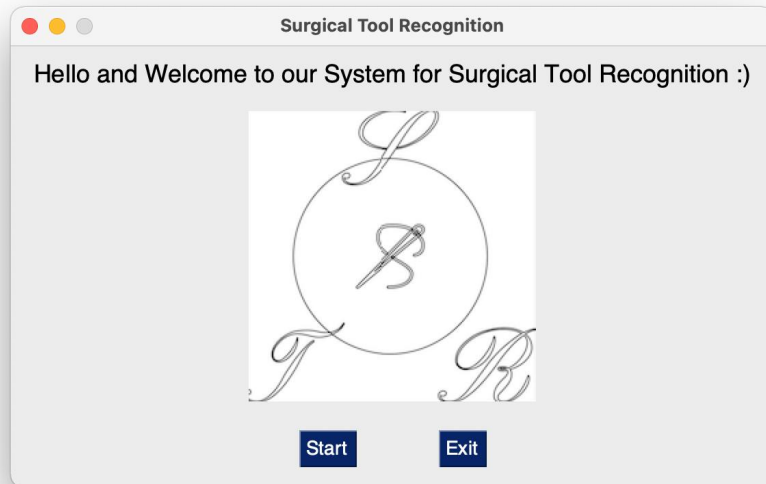 Surgical Tool Recognition
Hello and Welcome to our System for Surgical Tool Recognition :)
S
T
R
Start
Exit